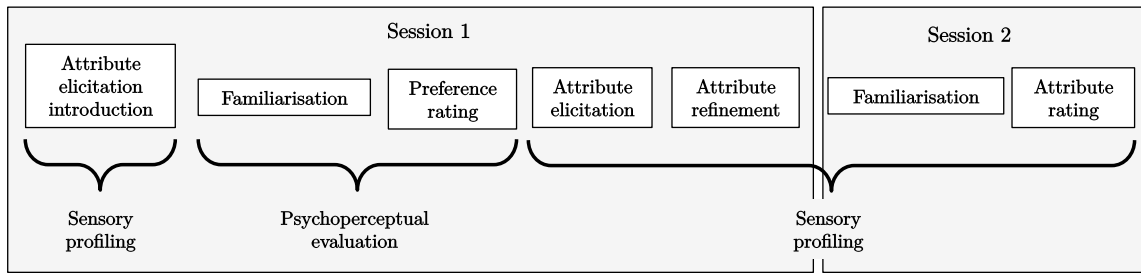 Session 1
Attribute
elicitation
introduction
Familiarisation
Preference
rating
Attribute
elicitation
Attribute
refinement
Session 2
Familiarisation
Attribute
rating
Sensory
profiling
Psychoperceptual
evaluation
Sensory
profiling